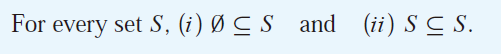 For every set S, (i) Ø ⊆ S and (ii) S ⊆ S.